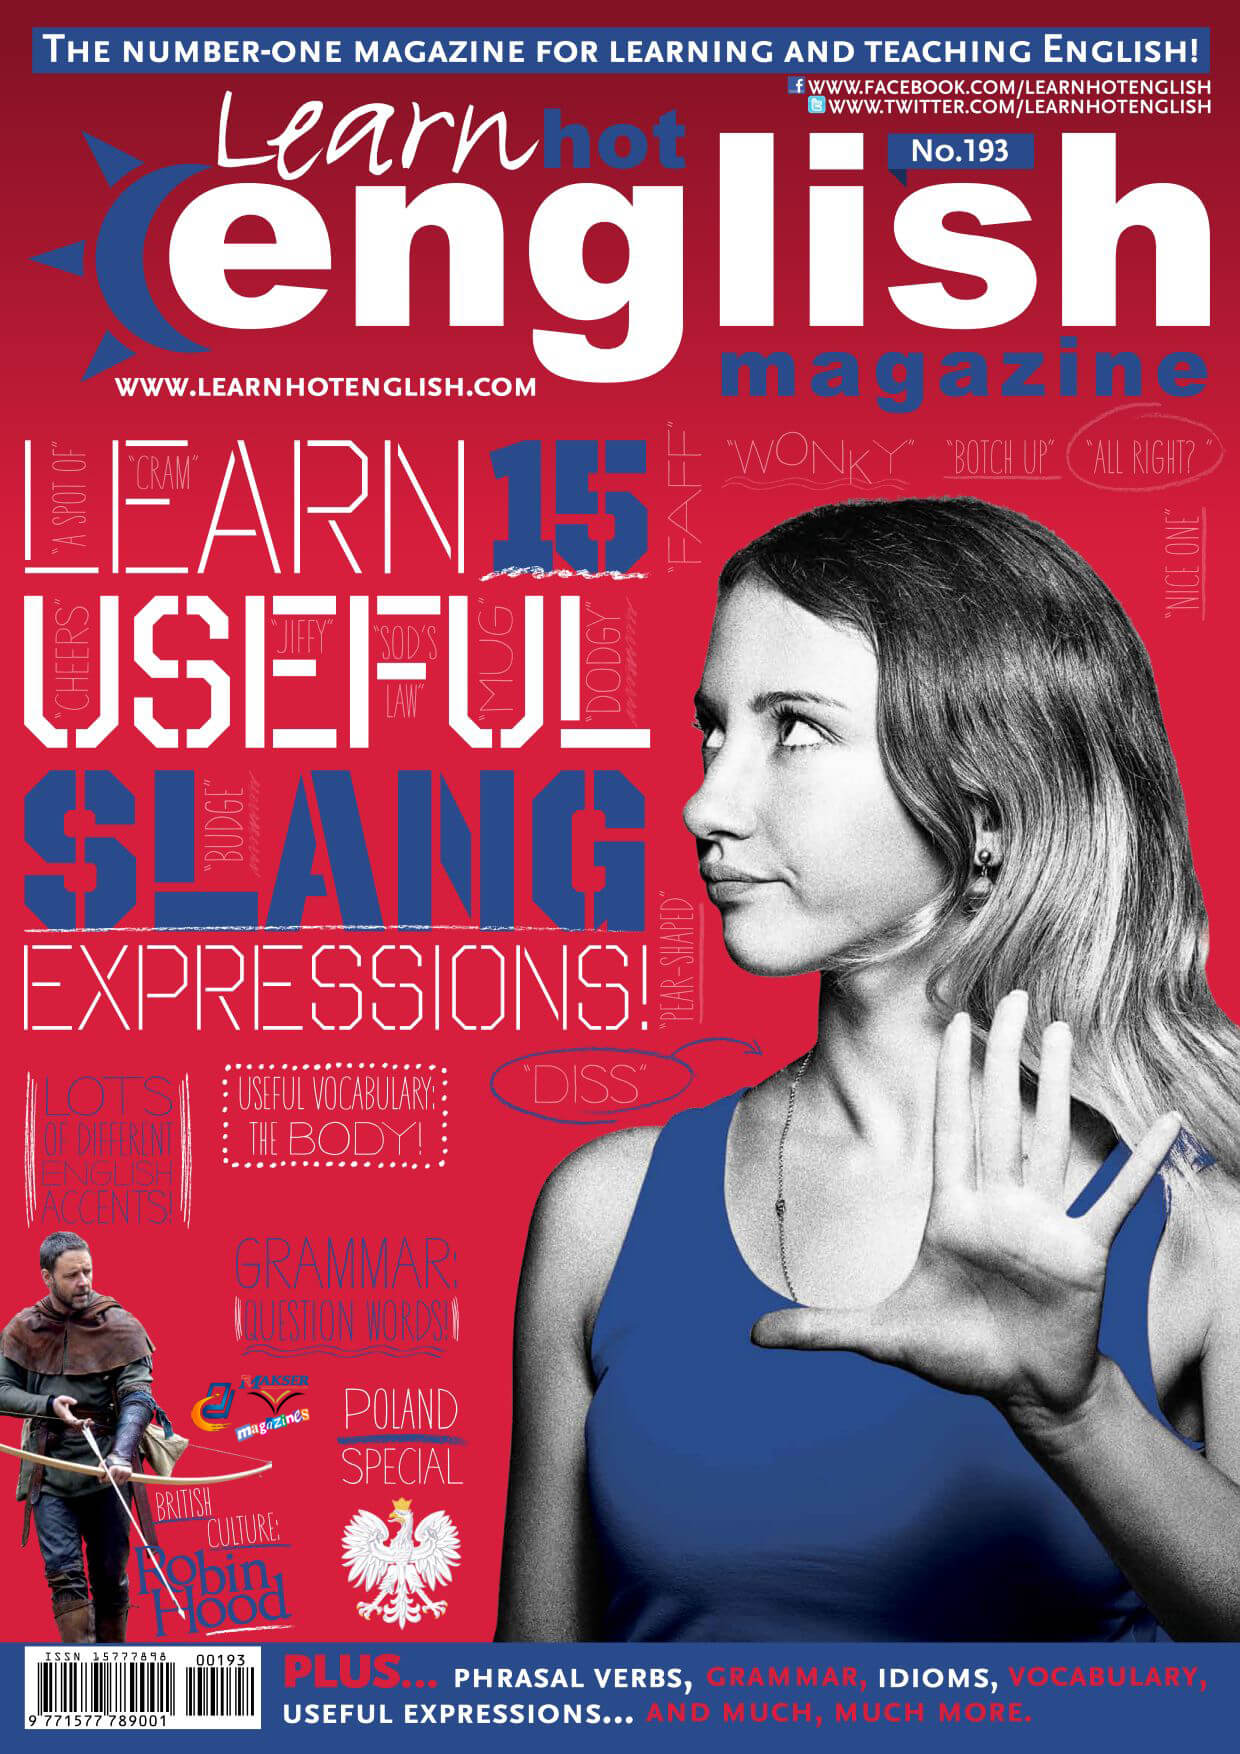 THE NUMBER-ONE MAGAZINE FOR LEARNING AND TEACHING ENGLISH!
WWW.FACEBOOK.COM/LEARNHOTENGLISH
WWW.TWITTER.COM/LEARNHOTENGLISH
Learn hot
No.193
english
magazine
WWW.LEARNHOTENGLISH.COM
LEARN 15
"A SPOT OF"
"CRAM"
"FAFF"
"WONKY"
"BOTCH UP"
"ALL RIGHT?"
"NICE ONE"
USEFUL
"CHEERS"
"JIFFY"
"SOD'S
LAW"
"MUG"
"DODGY"
SLANG
"BUDGE"
EXPRESSIONS!
"PEAR-SHAPED"
"DISS"
LOTS
OF DIFFERENT
ENGLISH
ACCENTS!
USEFUL VOCABULARY:
THE BODY!
GRAMMAR:
QUESTION WORDS!
MAKSER
magazines
POLAND
SPECIAL
BRITISH
CULTURE:
Robin
Hood
ISSN 15777898
00193
9 771577 789001
PLUS... PHRASAL VERBS, GRAMMAR, IDIOMS, VOCABULARY,
USEFUL EXPRESSIONS... AND MUCH, MUCH MORE.